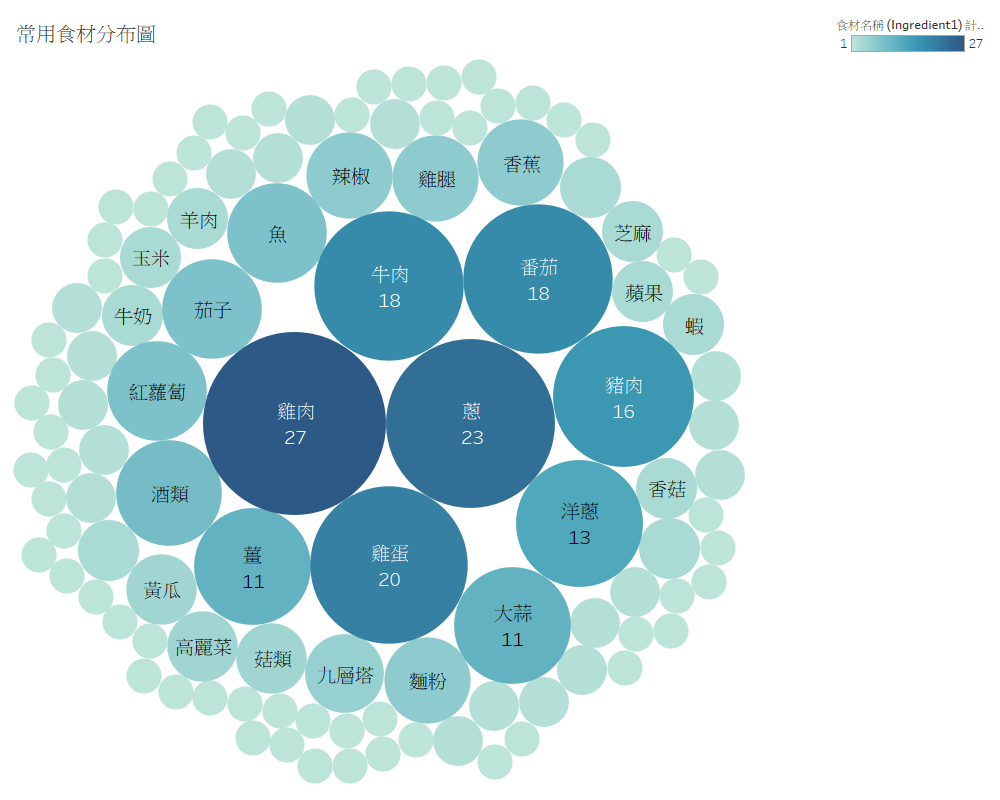 常用食材分布圖
食材名稱 (Ingredient1) 計..
1
27
辣椒
雞腿
香蕉
羊肉
魚
芝麻
玉米
牛肉
18
番茄
18
蘋果
牛奶
茄子
蝦
紅蘿蔔
雞肉
27
蔥
23
豬肉
16
酒類
香菇
洋蔥
13
薑
11
雞蛋
20
黃瓜
大蒜
11
高麗菜
菇類
九層塔
麵粉